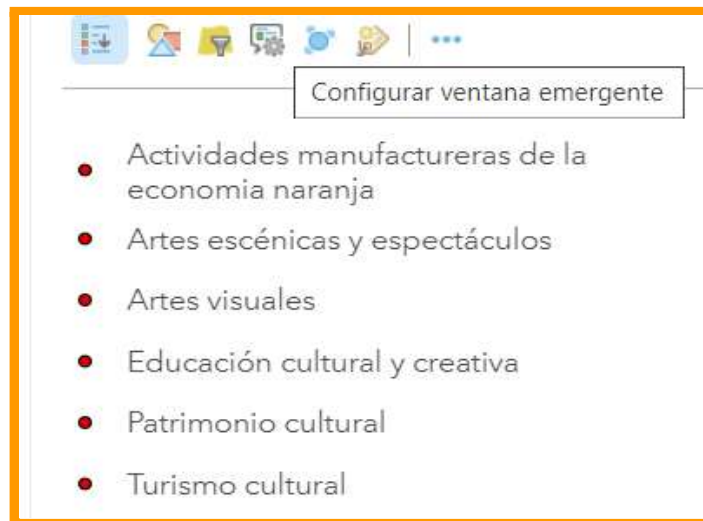 Configurar ventana emergente
Actividades manufactureras de la
economia naranja
Artes escénicas y espectáculos
Artes visuales
Educación cultural y creativa
Patrimonio cultural
Turismo cultural